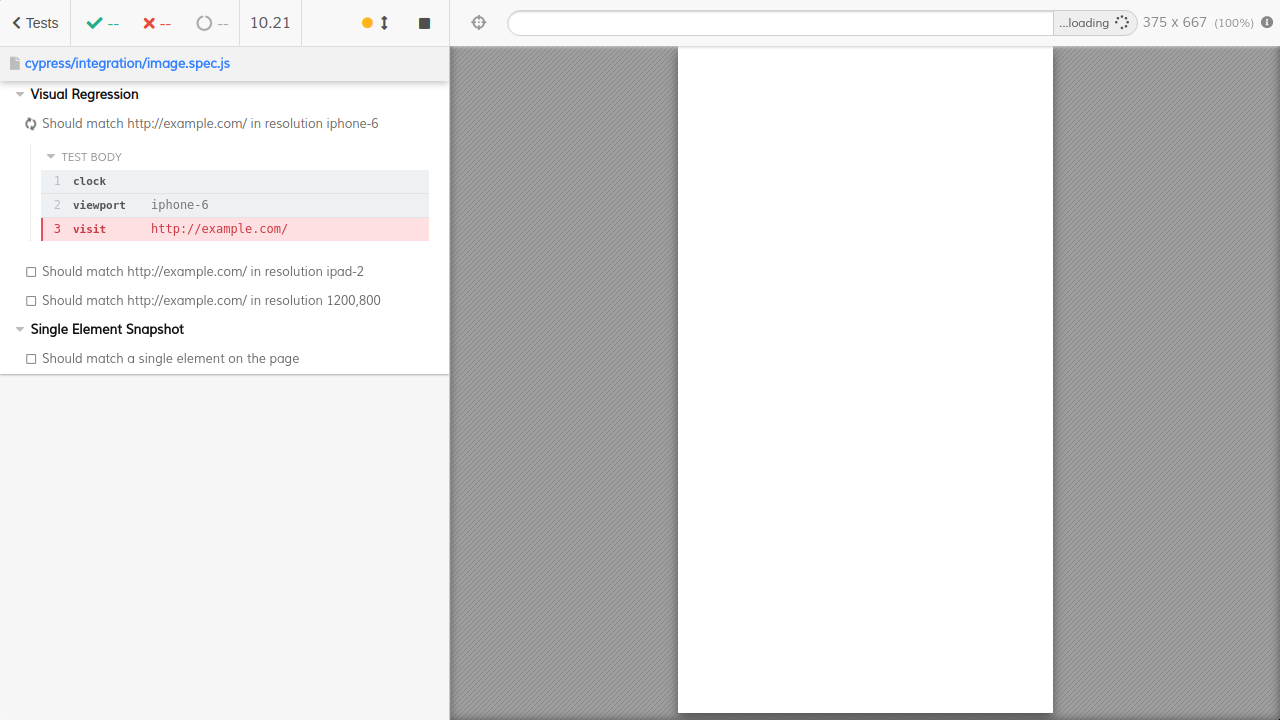 Tests -- -- -- 10.21
...loading 375 x 667 (100%)
cypress/integration/image.spec.js
Visual Regression
Should match http://example.com/ in resolution iphone-6
TEST BODY
1 clock
2 viewport iphone-6
3 visit http://example.com/
Should match http://example.com/ in resolution ipad-2
Should match http://example.com/ in resolution 1200,800
Single Element Snapshot
Should match a single element on the page